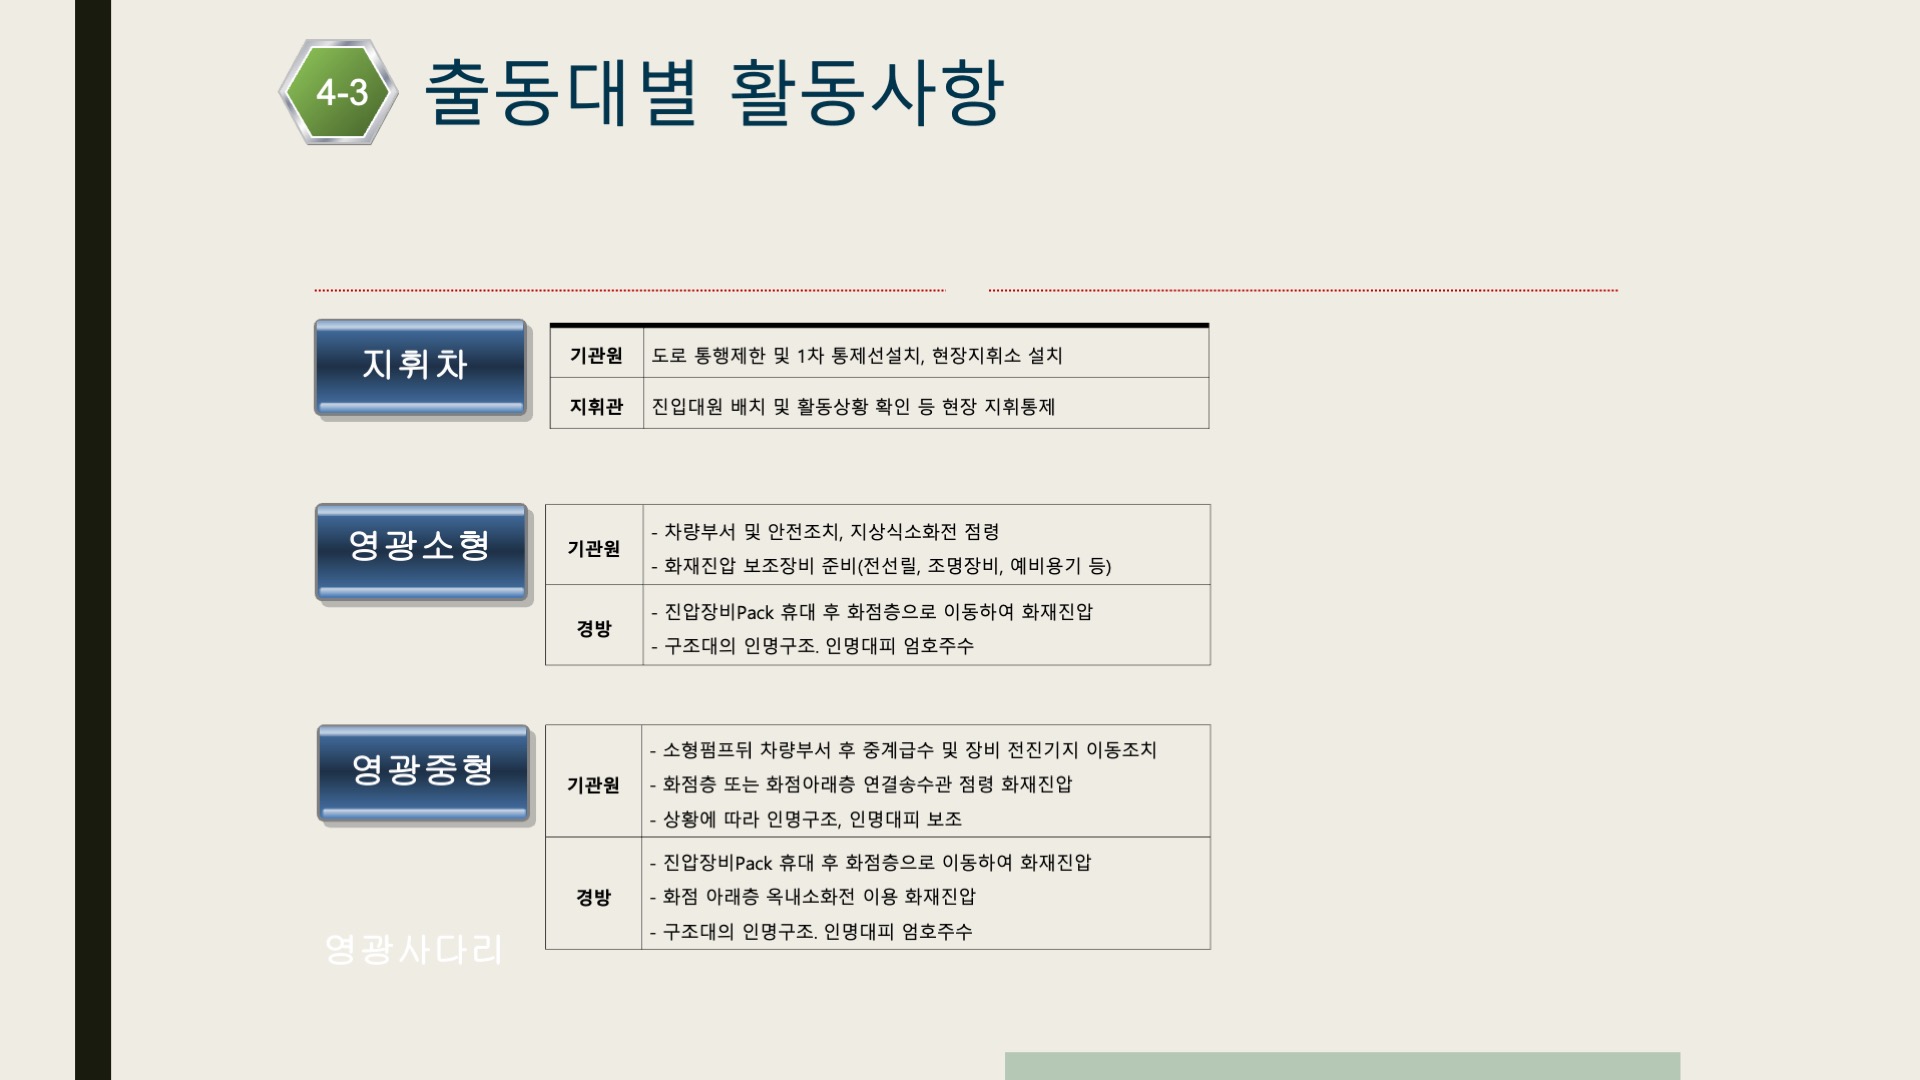 4-3 출동대별 활동사항
지휘차
기관원 도로 통행제한 및 1차 통제선설치, 현장지휘소 설치
지휘관 진입대원 배치 및 활동상황 확인 등 현장 지휘통제
영광소형
기관원
- 차량부서 및 안전조치, 지상식소화전 점령
- 화재진압 보조장비 준비(전선릴, 조명장비, 예비용기 등)
경방
- 진압장비Pack 휴대 후 화점층으로 이동하여 화재진압
- 구조대의 인명구조. 인명대피 엄호주수
영광중형
기관원
- 소형펌프뒤 차량부서 후 중계급수 및 장비 전진기지 이동조치
- 화점층 또는 화점아래층 연결송수관 점령 화재진압
- 상황에 따라 인명구조, 인명대피 보조
경방
- 진압장비Pack 휴대 후 화점층으로 이동하여 화재진압
- 화점 아래층 옥내소화전 이용 화재진압
- 구조대의 인명구조. 인명대피 엄호주수
영광사다리